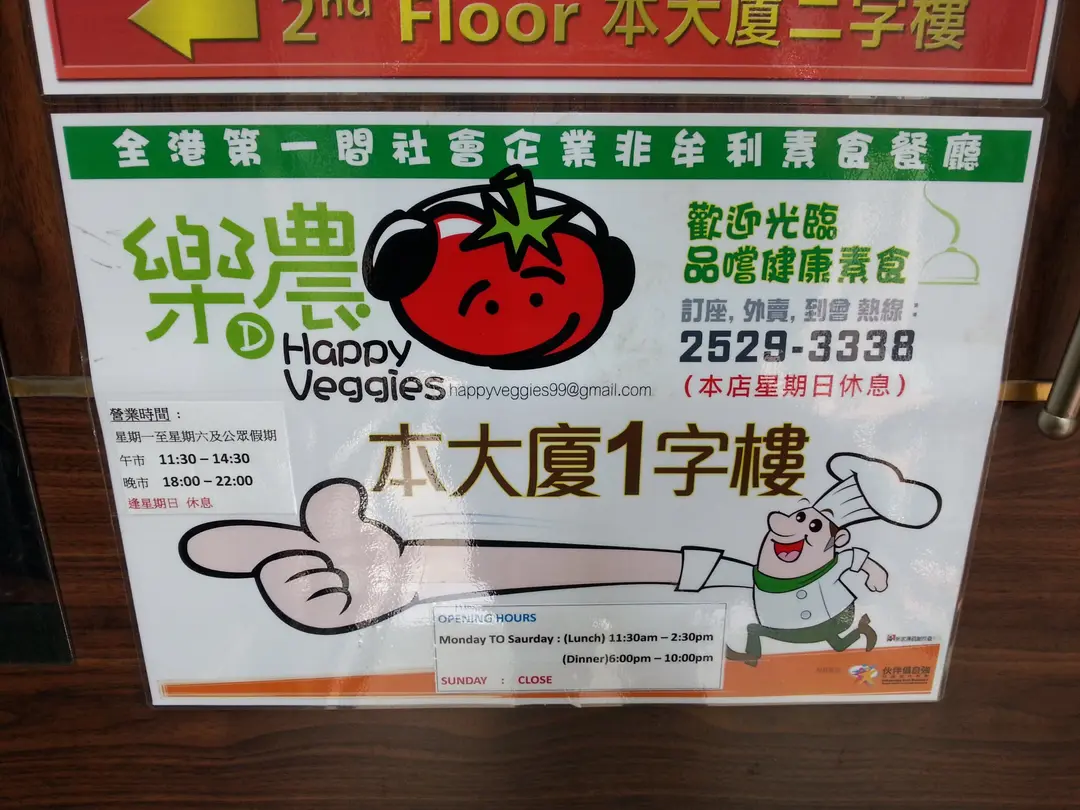 2nd Floor 本大廈二字樓
全港第一間社會企業非牟利素食餐廳
樂農
D
Happy
Veggies
happyveggies99@gmail.com
歡迎光臨
品嚐健康素食
訂座, 外賣, 到會 熱線：
2529-3338
(本店星期日休息)
營業時間：
星期一至星期六及公眾假期
午市 11:30 – 14:30
晚市 18:00 – 22:00
逢星期日 休息
本大廈1字樓
OPENING HOURS
Monday TO Saurday : (Lunch) 11:30am – 2:30pm
(Dinner)6:00pm – 10:00pm
SUNDAY : CLOSE
伙伴倡自強